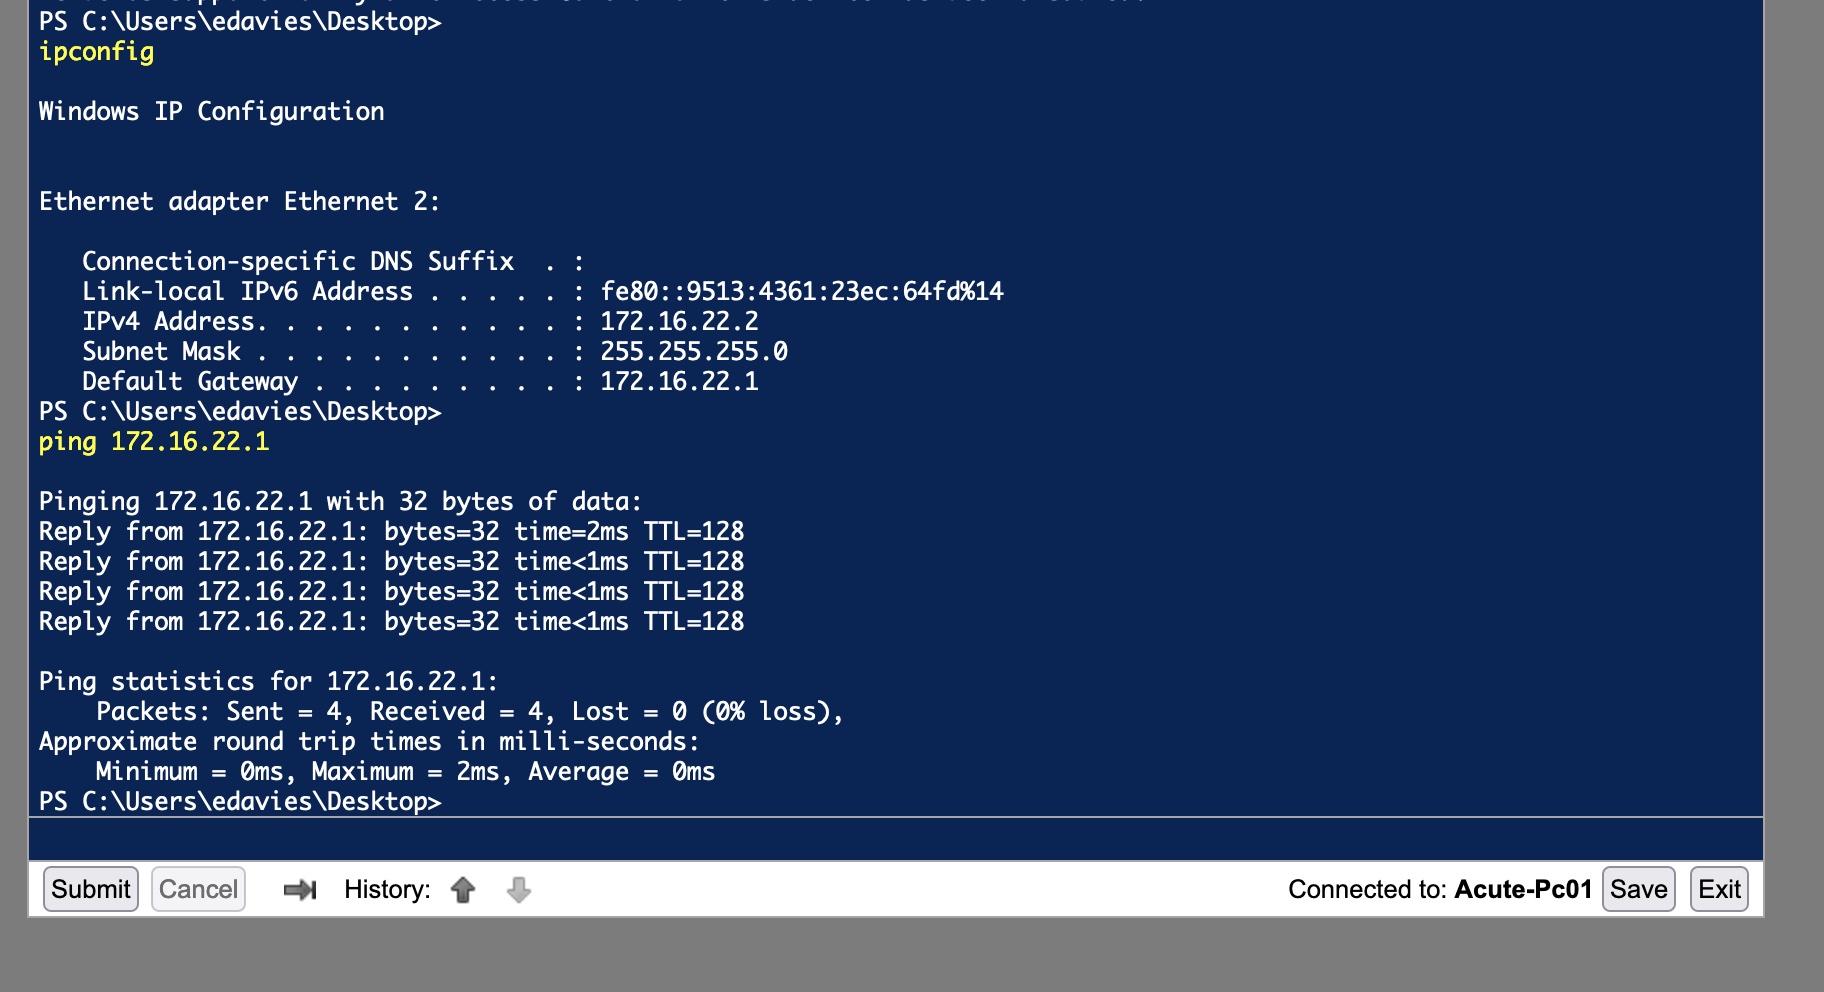 PS C:\Users\edavies\Desktop>
ipconfig
Windows IP Configuration
Ethernet adapter Ethernet 2:
Connection-specific DNS Suffix  . :
Link-local IPv6 Address . . . . . : fe80::9513:4361:23ec:64fd%14
IPv4 Address. . . . . . . . . . . : 172.16.22.2
Subnet Mask . . . . . . . . . . . : 255.255.255.0
Default Gateway . . . . . . . . . : 172.16.22.1
PS C:\Users\edavies\Desktop>
ping 172.16.22.1
Pinging 172.16.22.1 with 32 bytes of data:
Reply from 172.16.22.1: bytes=32 time=2ms TTL=128
Reply from 172.16.22.1: bytes=32 time<1ms TTL=128
Reply from 172.16.22.1: bytes=32 time<1ms TTL=128
Reply from 172.16.22.1: bytes=32 time<1ms TTL=128
Ping statistics for 172.16.22.1:
Packets: Sent = 4, Received = 4, Lost = 0 (0% loss),
Approximate round trip times in milli-seconds:
Minimum = 0ms, Maximum = 2ms, Average = 0ms
PS C:\Users\edavies\Desktop>
Submit Cancel History: Connected to: Acute-Pc01 Save Exit